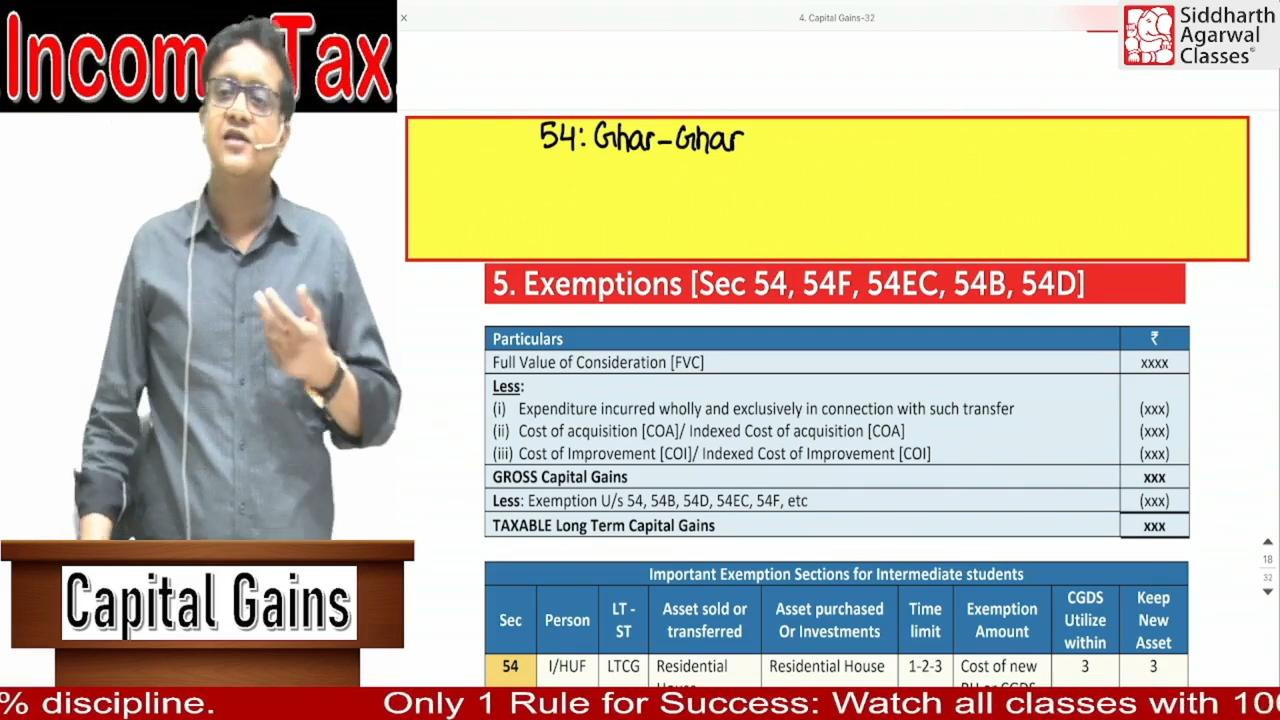 Income Tax
×
4. Capital Gains-32
Siddharth
Agarwal
Classes®
54: Ghar-Ghar
5. Exemptions [Sec 54, 54F, 54EC, 54B, 54D]
Particulars ₹
Full Value of Consideration [FVC] xxxx
Less:
(i) Expenditure incurred wholly and exclusively in connection with such transfer (xxx)
(ii) Cost of acquisition [COA]/ Indexed Cost of acquisition [COA] (xxx)
(iii) Cost of Improvement [COI]/ Indexed Cost of Improvement [COI] (xxx)
GROSS Capital Gains xxx
Less: Exemption U/s 54, 54B, 54D, 54EC, 54F, etc (xxx)
TAXABLE Long Term Capital Gains xxx
18
32
Important Exemption Sections for Intermediate students
Sec Person LT - ST Asset sold or transferred Asset purchased Or Investments Time limit Exemption Amount CGDS Utilize within Keep New Asset
54 I/HUF LTCG Residential Residential House 1-2-3 Cost of new 3 3
Capital Gains
% discipline. Only 1 Rule for Success: Watch all classes with 10